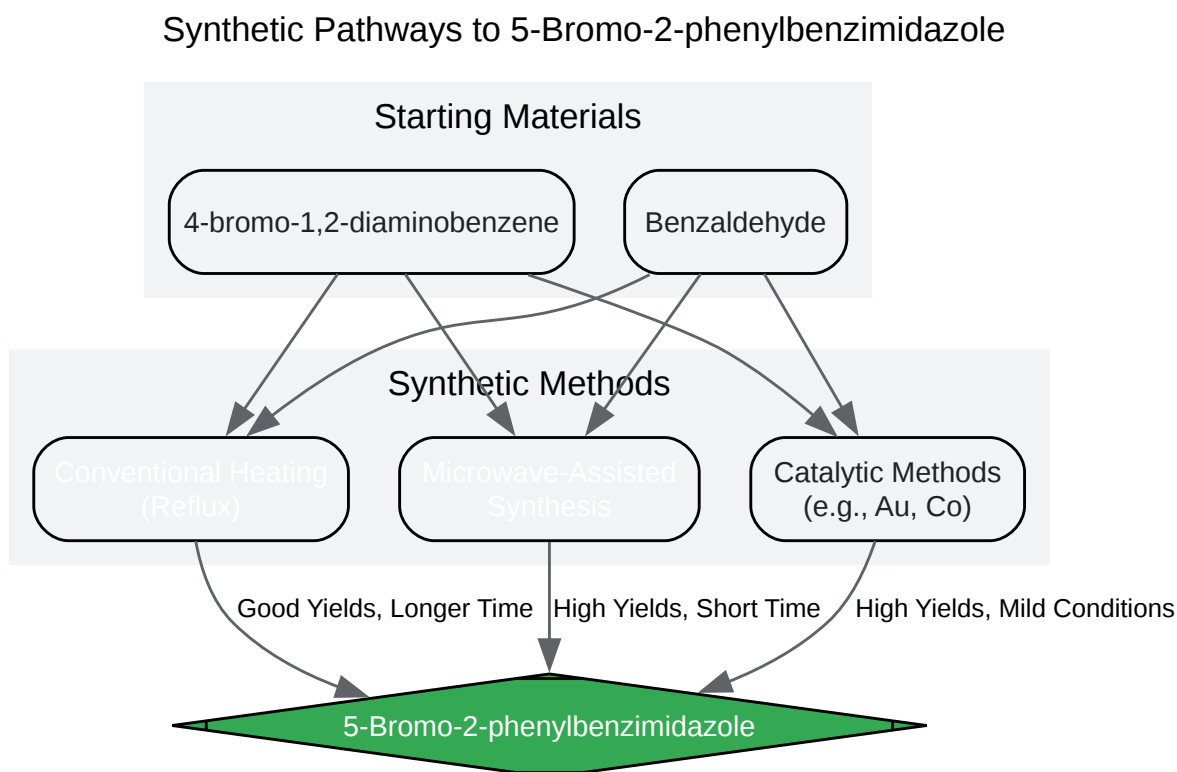 Synthetic Pathways to 5-Bromo-2-phenylbenzimidazole
Starting Materials
4-bromo-1,2-diaminobenzene
Benzaldehyde
Synthetic Methods
Conventional Heating
(Reflux)
Microwave-Assisted
Synthesis
Catalytic Methods
(e.g., Au, Co)
Good Yields, Longer Time
High Yields, Short Time
High Yields, Mild Conditions
5-Bromo-2-phenylbenzimidazole